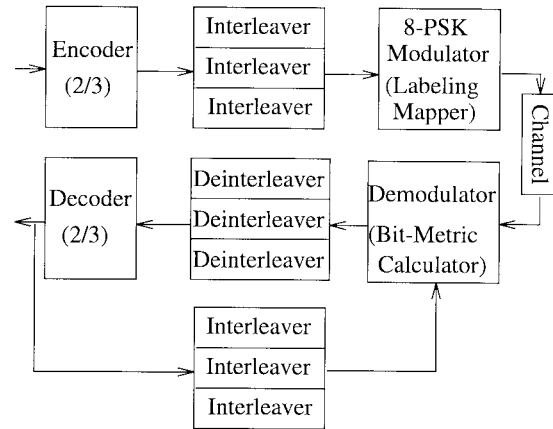 Encoder
(2/3)
Interleaver
Interleaver
Interleaver
8-PSK
Modulator
(Labeling
Mapper)
Channel
Decoder
(2/3)
Deinterleaver
Deinterleaver
Deinterleaver
Demodulator
(Bit-Metric
Calculator)
Interleaver
Interleaver
Interleaver